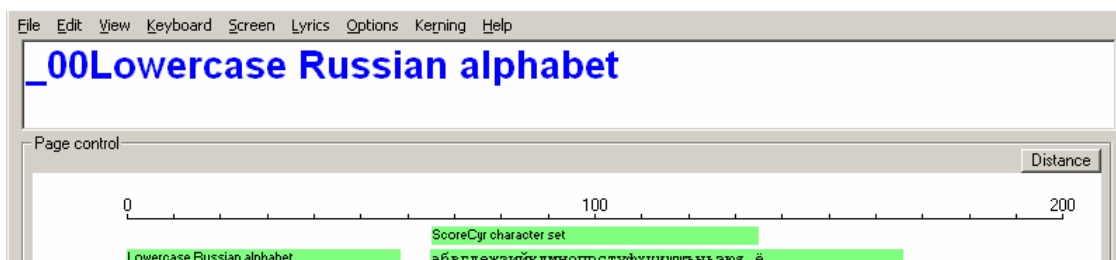 File Edit View Keyboard Screen Lyrics Options Kerning Help
_00Lowercase Russian alphabet
Page control
Distance
0 100 200
ScoreCyr character set
Lowercase Russian alphabet